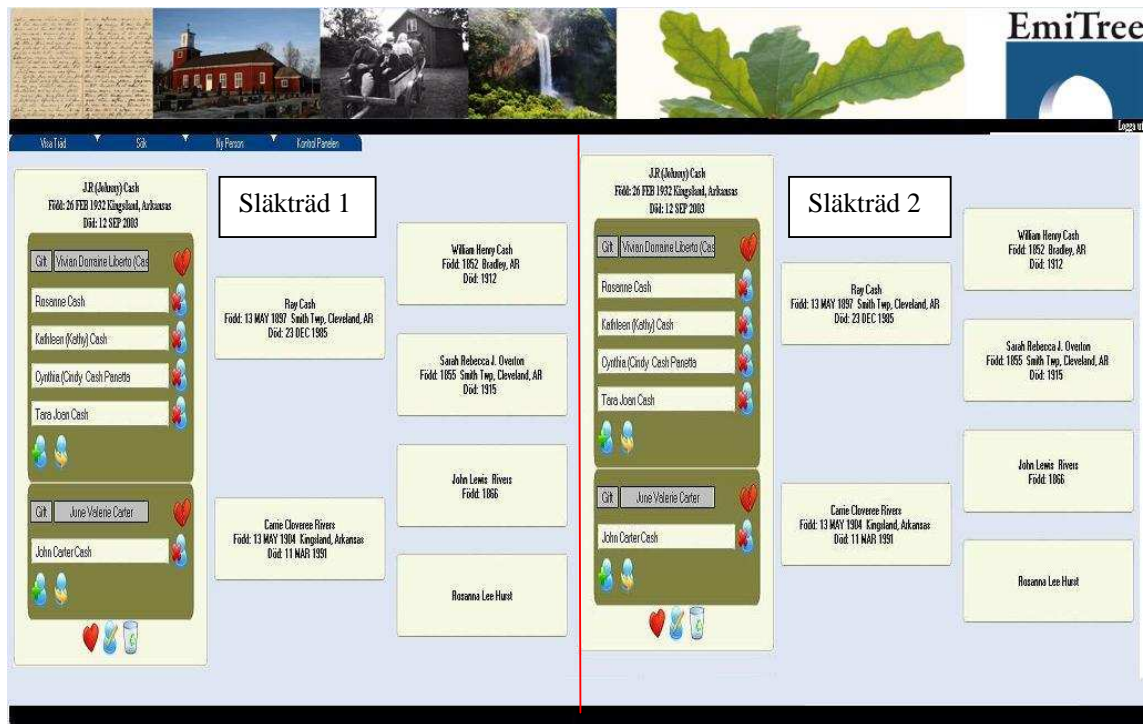 EmiTree
Logga ut
Visa Träd
Sök
Ny Person
Kontrol Panelen
Släkträd 1
J.R (Johnny) Cash
Född: 26 FEB 1932 Kingsland, Arkansas
Död: 12 SEP 2003
Gift
Vivian Dorraine Liberto (Cas
Rosanne Cash
Kathleen (Kathy) Cash
Cynthia (Cindy Cash Panetta
Tara Joan Cash
Gift
June Valerie Carter
John Carter Cash
Ray Cash
Född: 13 MAY 1897 Smith Twp, Cleveland, AR
Död: 23 DEC 1985
Carrie Cloveree Rivers
Född: 13 MAY 1904 Kingsland, Arkansas
Död: 11 MAR 1991
William Henry Cash
Född: 1852 Bradley, AR
Död: 1912
Sarah Rebecca J. Overton
Född: 1855 Smith Twp, Cleveland, AR
Död: 1915
John Lewis Rivers
Född: 1866
Rosanna Lee Hurst
Släkträd 2
J.R (Johnny) Cash
Född: 26 FEB 1932 Kingsland, Arkansas
Död: 12 SEP 2003
Gift
Vivian Dorraine Liberto (Cas
Rosanne Cash
Kathleen (Kathy) Cash
Cynthia (Cindy Cash Panetta
Tara Joan Cash
Gift
June Valerie Carter
John Carter Cash
Ray Cash
Född: 13 MAY 1897 Smith Twp, Cleveland, AR
Död: 23 DEC 1985
Carrie Cloveree Rivers
Född: 13 MAY 1904 Kingsland, Arkansas
Död: 11 MAR 1991
William Henry Cash
Född: 1852 Bradley, AR
Död: 1912
Sarah Rebecca J. Overton
Född: 1855 Smith Twp, Cleveland, AR
Död: 1915
John Lewis Rivers
Född: 1866
Rosanna Lee Hurst